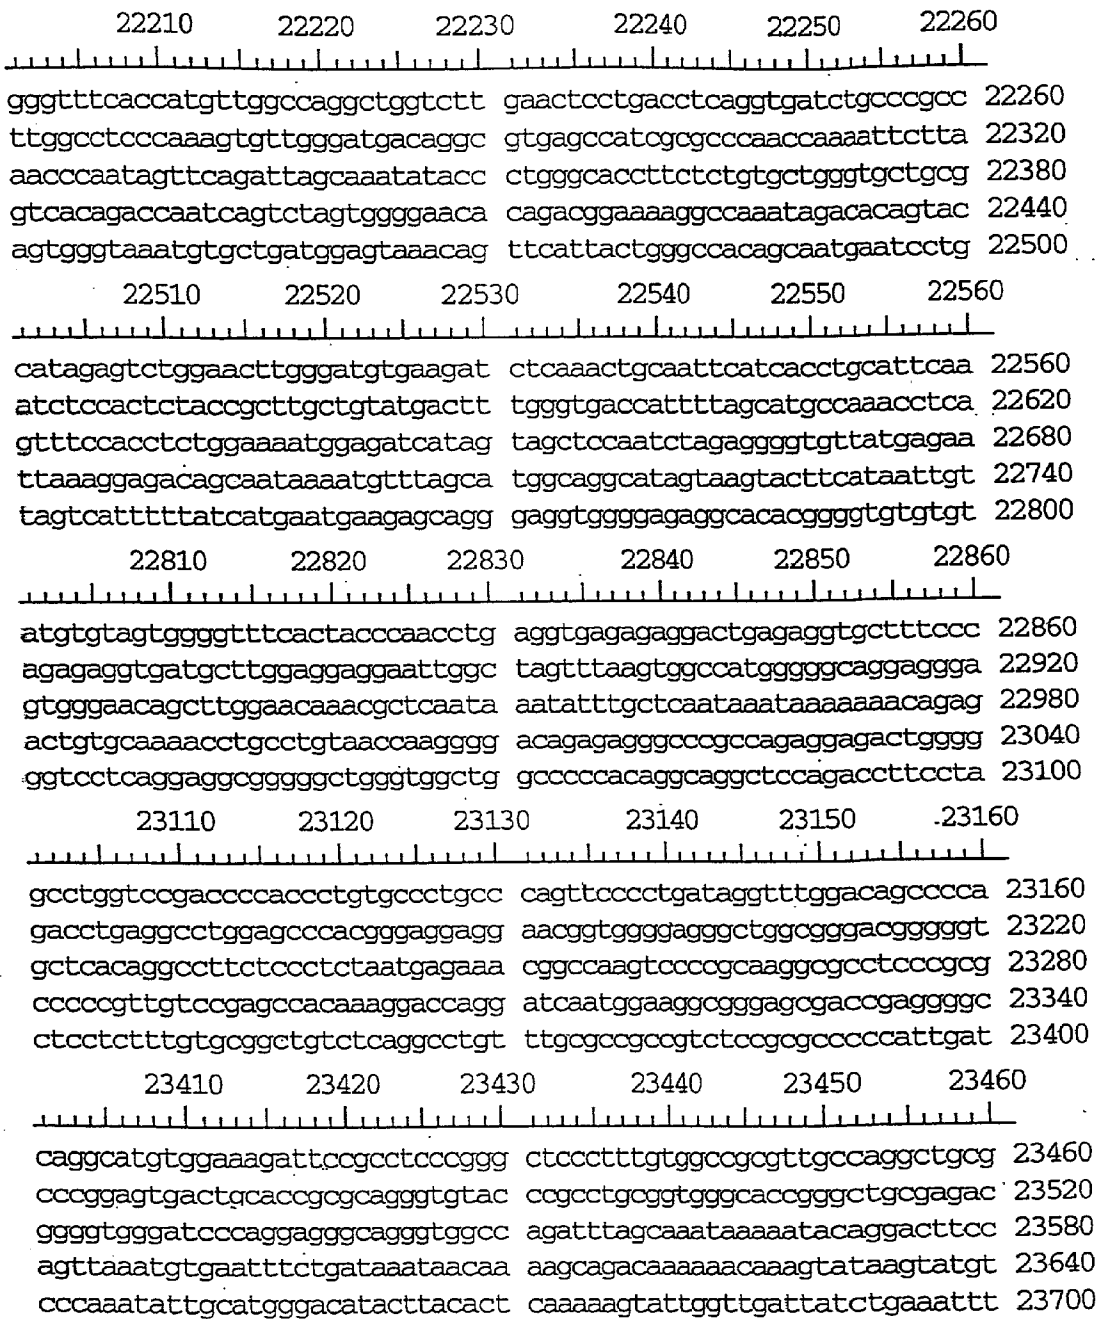 22210 22220 22230 22240 22250 22260
gggtttcaccatgttggccaggctggtctt gaactcctgacctcaggtgatctgcccgcc 22260
ttggcctcccaaagtgttgggatgacaggc gtgagccatcgcgcccaaccaaaattctta 22320
aacccaatagttcagattagcaaatatacc ctgggcaccttctctgtgctgggtgctgcg 22380
gtcacagaccaatcagtctagtggggaaca cagacggaaaaggccaaatagacacagtac 22440
agtgggtaaatgtgctgatggagtaaacag ttcattactgggccacagcaatgaatcctg 22500
22510 22520 22530 22540 22550 22560
catagagtctggaacttgggatgtgaagat ctcaaactgcaattcatcacctgcattcaa 22560
atctccactctaccgcttgctgtatgactt tgggtgaccattttagcatgccaaacctca 22620
gtttccacctctggaaaatggagatcatag tagctccaatctagaggggtgttatgagaa 22680
ttaaaggagacagcaataaaatgtttagca tggcaggcatagtaagtacttcataattgt 22740
tagtcatttttatcatgaatgaagagcagg gaggtggggagaggcacacggggtgtgtgt 22800
22810 22820 22830 22840 22850 22860
atgtgtagtggggtttcactacccaacctg aggtgagagaggactgagaggtgctttccc 22860
agagaggtgatgcttggaggaggaattggc tagtttaagtggccatgggggcaggaggga 22920
gtgggaacagcttggaacaaacgctcaata aatatttgctcaataaataaaaaaacagag 22980
actgtgcaaaacctgcctgtaaccaagggg acagagagggcccgccagaggagactgggg 23040
ggtcctcaggaggcgggggctgggtggctg gcccccacaggcaggctccagaccttccta 23100
23110 23120 23130 23140 23150 23160
gcctggtccgaccccaccctgtgccctgcc cagttcccctgataggtttggacagcccca 23160
gacctgaggcctggagcccacgggaggagg aacggtggggagggctggcgggacgggggt 23220
gctcacaggccttctccctctaatgagaaa cggccaagtccccgcaaggcgcctcccgcg 23280
cccccgttgtccgagccacaaaggaccagg atcaatggaaggcgggagcgaccgaggggc 23340
ctcctctttgtgcggctgtctcaggcctgt ttgcgccgccgtctccgcgcccccattgat 23400
23410 23420 23430 23440 23450 23460
caggcatgtggaaagattccgcctcccggg ctccctttgtggccgcgttgccaggctgcg 23460
cccggagtgactgcaccgcgcagggtgtac ccgcctgcggtgggcaccgggctgcgagac 23520
ggggtgggatcccaggagggcagggtggcc agatttagcaaataaaaatacaggacttcc 23580
agttaaatgtgaatttctgataaataacaa aagcagacaaaaaacaaagtataagtatgt 23640
cccaaatattgcatgggacatacttacact caaaaagtattggttgattatctgaaattt 23700